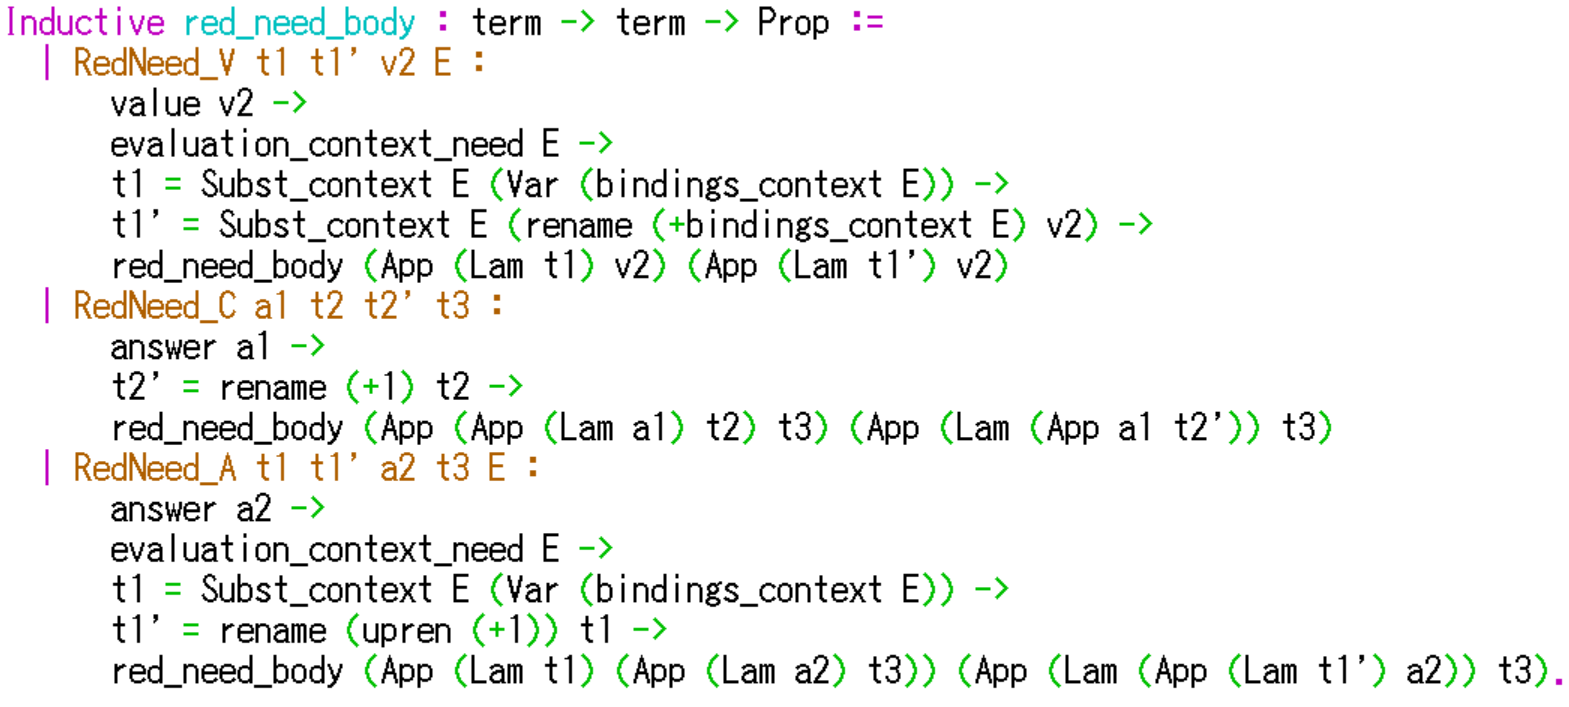 Inductive red_need_body : term -> term -> Prop :=
  | RedNeed_V t1 t1' v2 E :
      value v2 ->
      evaluation_context_need E ->
      t1 = Subst_context E (Var (bindings_context E)) ->
      t1' = Subst_context E (rename (+bindings_context E) v2) ->
      red_need_body (App (Lam t1) v2) (App (Lam t1') v2)
  | RedNeed_C a1 t2 t2' t3 :
      answer a1 ->
      t2' = rename (+1) t2 ->
      red_need_body (App (App (Lam a1) t2) t3) (App (Lam (App a1 t2')) t3)
  | RedNeed_A t1 t1' a2 t3 E :
      answer a2 ->
      evaluation_context_need E ->
      t1 = Subst_context E (Var (bindings_context E)) ->
      t1' = rename (upren (+1)) t1 ->
      red_need_body (App (Lam t1) (App (Lam a2) t3)) (App (Lam (App (Lam t1') a2)) t3).